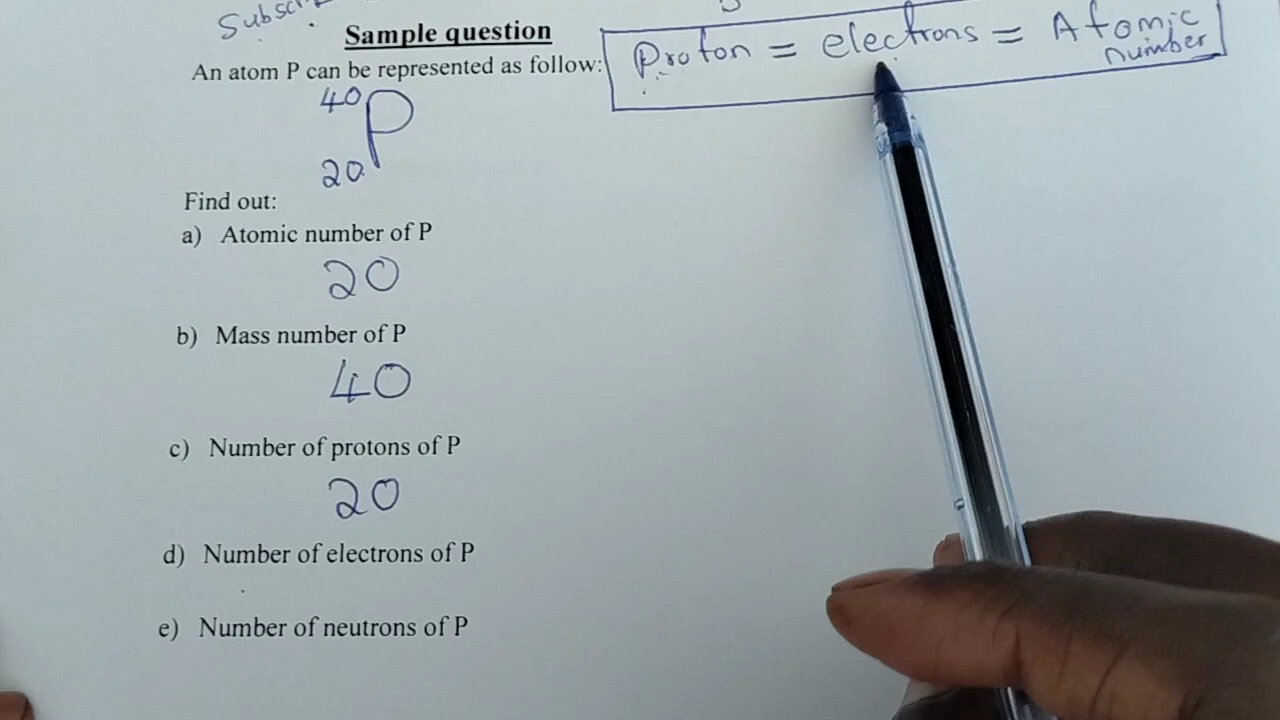 Sample question
Proton = electrons = Atomic
number
An atom P can be represented as follow:
40
P
20
Find out:
a) Atomic number of P
20
b) Mass number of P
40
c) Number of protons of P
20
d) Number of electrons of P
e) Number of neutrons of P